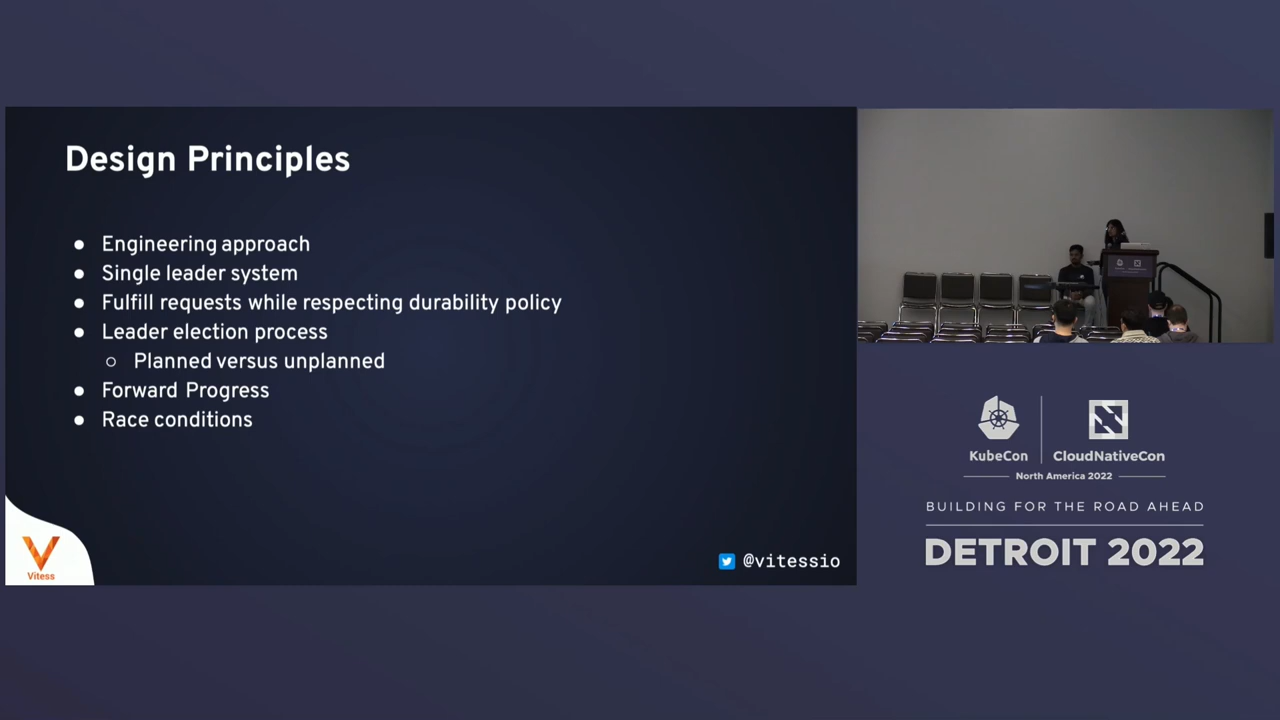 Design Principles
● Engineering approach
● Single leader system
● Fulfill requests while respecting durability policy
● Leader election process
○ Planned versus unplanned
● Forward Progress
● Race conditions
Vitess
@vitessio
KubeCon
CloudNativeCon
North America 2022
BUILDING FOR THE ROAD AHEAD
DETROIT 2022